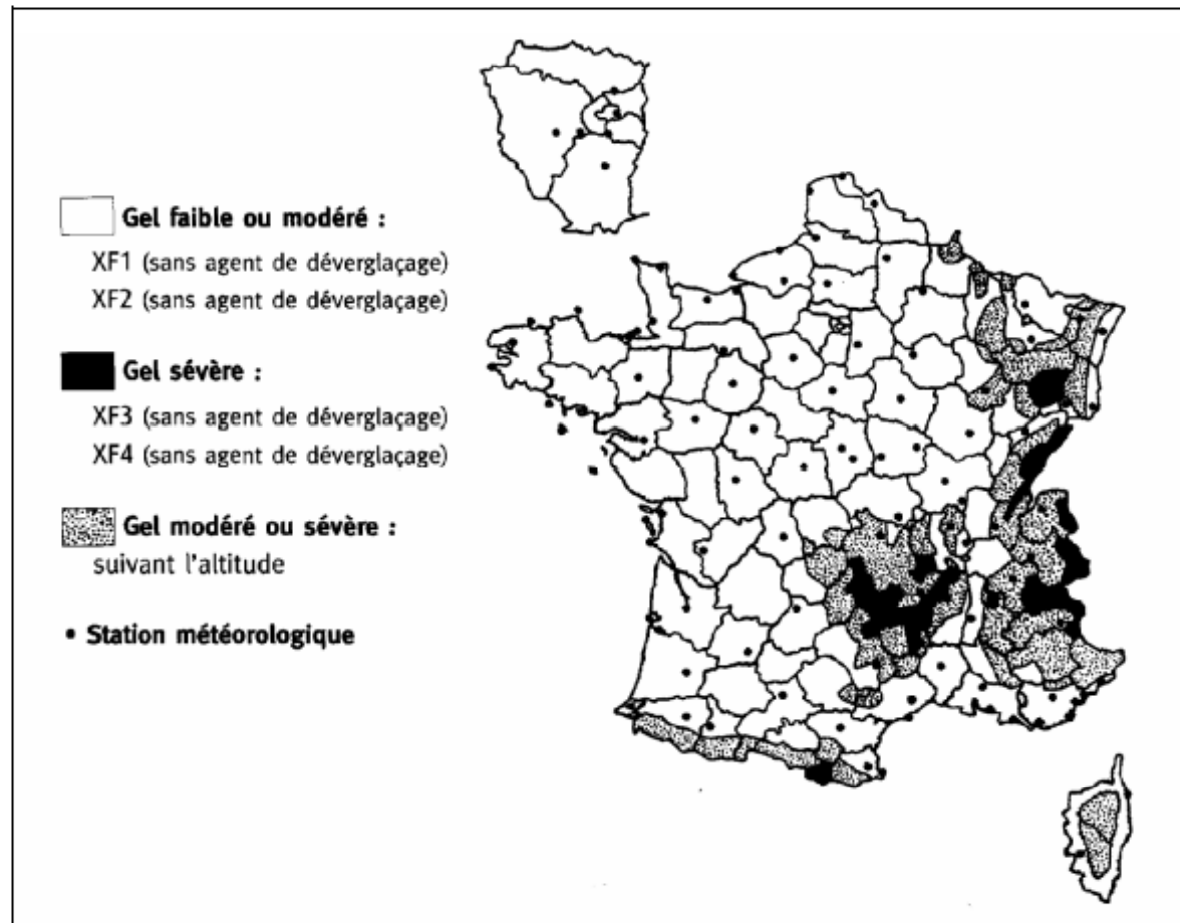 Gel faible ou modéré :
XF1 (sans agent de déverglaçage)
XF2 (sans agent de déverglaçage)
Gel sévère :
XF3 (sans agent de déverglaçage)
XF4 (sans agent de déverglaçage)
Gel modéré ou sévère :
suivant l'altitude
• Station météorologique